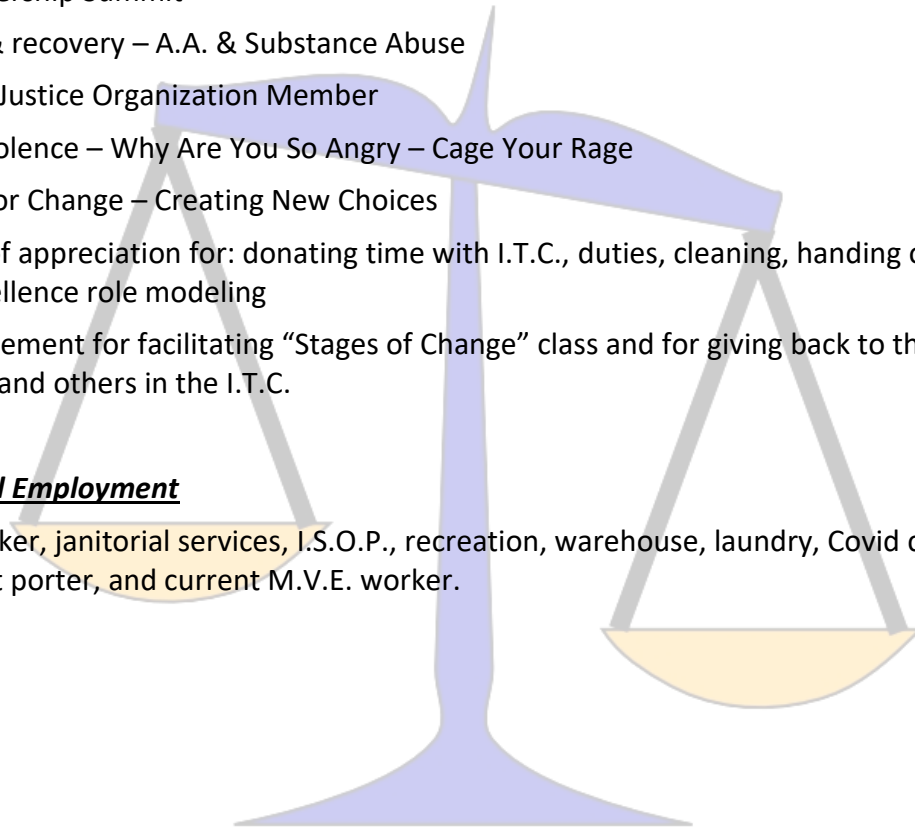 ership Summit
& recovery – A.A. & Substance Abuse
Justice Organization Member
olence – Why Are You So Angry – Cage Your Rage
or Change – Creating New Choices
f appreciation for: donating time with I.T.C., duties, cleaning, handing
ellence role modeling
ement for facilitating “Stages of Change” class and for giving back to th
and others in the I.T.C.
Employment
ker, janitorial services, I.S.O.P., recreation, warehouse, laundry, Covid
t porter, and current M.V.E. worker.